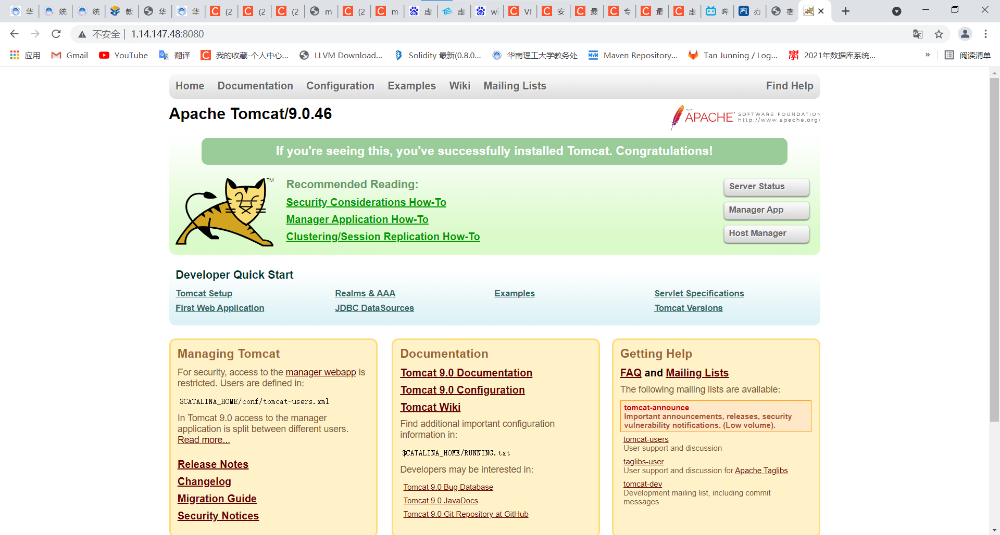 华 统 统 教 华 华 (2 (2 (2 m (2 m 虚 虚 wi VI 安 最 专 最 虚 哔 办 宿
不安全 1.14.147.48:8080
应用 Gmail YouTube 翻译 我的收藏-个人中心... LLVM Download... Solidity 最新(0.8.0... 华南理工大学教务处 Maven Repository... Tan Junning / Log... 2021年数据库系统... » 阅读清单
Home Documentation Configuration Examples Wiki Mailing Lists Find Help
Apache Tomcat/9.0.46
THE APACHE SOFTWARE FOUNDATION
http://www.apache.org/
If you're seeing this, you've successfully installed Tomcat. Congratulations!
TM
Recommended Reading:
Security Considerations How-To
Manager Application How-To
Clustering/Session Replication How-To
Server Status
Manager App
Host Manager
Developer Quick Start
Tomcat Setup
First Web Application
Realms & AAA
JDBC DataSources
Examples
Servlet Specifications
Tomcat Versions
Managing Tomcat
For security, access to the manager webapp is
restricted. Users are defined in:
$CATALINA_HOME/conf/tomcat-users.xml
In Tomcat 9.0 access to the manager
application is split between different users.
Read more...
Release Notes
Changelog
Migration Guide
Security Notices
Documentation
Tomcat 9.0 Documentation
Tomcat 9.0 Configuration
Tomcat Wiki
Find additional important configuration
information in:
$CATALINA_HOME/RUNNING.txt
Developers may be interested in:
Tomcat 9.0 Bug Database
Tomcat 9.0 JavaDocs
Tomcat 9.0 Git Repository at GitHub
Getting Help
FAQ and Mailing Lists
The following mailing lists are available:
tomcat-announce
Important announcements, releases, security
vulnerability notifications. (Low volume).
tomcat-users
User support and discussion
taglibs-user
User support and discussion for Apache Taglibs
tomcat-dev
Development mailing list, including commit
messages